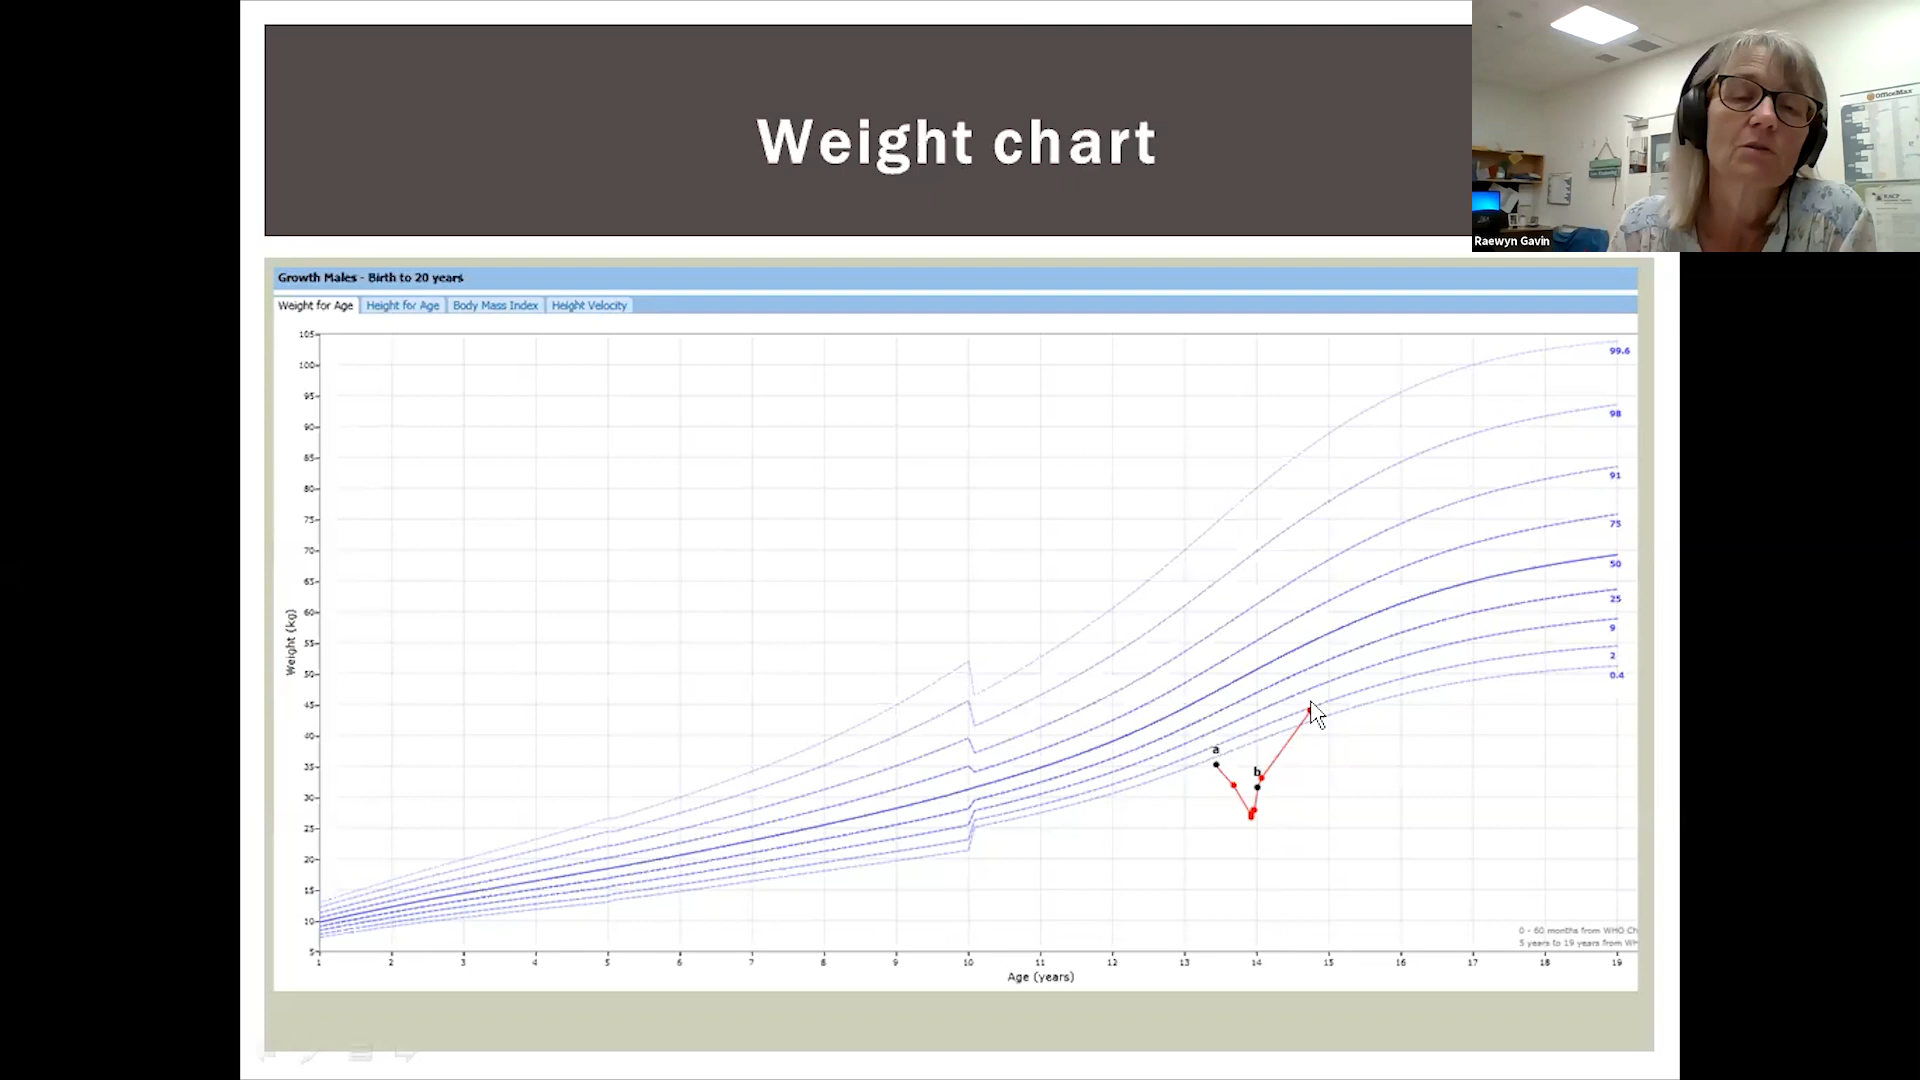 Weight chart
OfficeMax
RACP
Raewyn Gavin
Growth Males - Birth to 20 years
Weight for Age
Height for Age
Body Mass Index
Height Velocity
105
100
95
90
85
80
75
70
65
60
55
50
45
40
35
30
25
20
15
10
5
Weight (kg)
99.6
98
91
75
50
25
9
2
0.4
a
b
0 - 60 months from WHO Ch
5 years to 19 years from WH
1 2 3 4 5 6 7 8 9 10 11 12 13 14 15 16 17 18 19
Age (years)